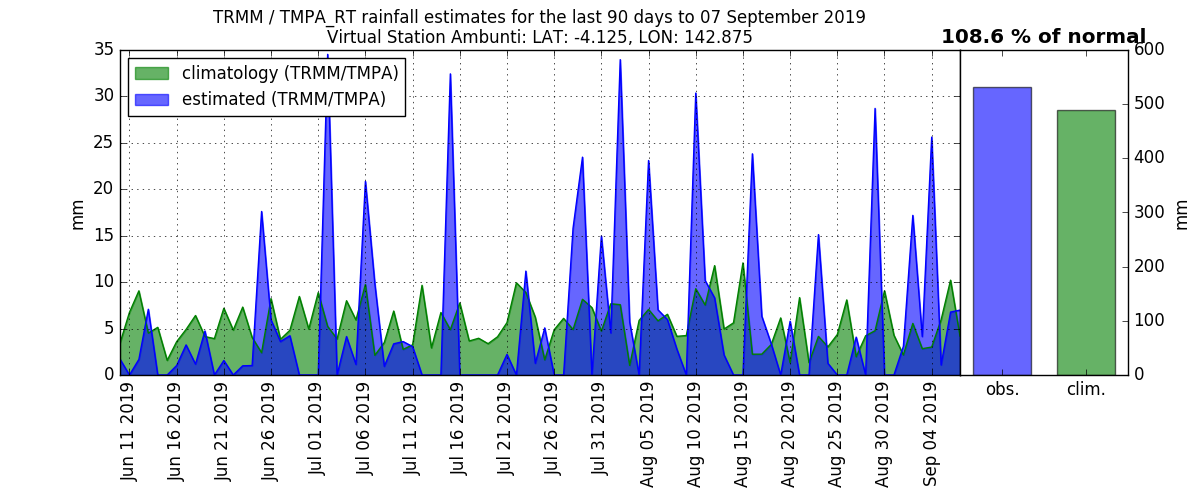 TRMM / TMPA_RT rainfall estimates for the last 90 days to 07 September 2019
Virtual Station Ambunti: LAT: -4.125, LON: 142.875
108.6 % of normal
climatology (TRMM/TMPA)
estimated (TRMM/TMPA)
35
30
25
20
15
10
5
0
mm
Jun 11 2019
Jun 16 2019
Jun 21 2019
Jun 26 2019
Jul 01 2019
Jul 06 2019
Jul 11 2019
Jul 16 2019
Jul 21 2019
Jul 26 2019
Jul 31 2019
Aug 05 2019
Aug 10 2019
Aug 15 2019
Aug 20 2019
Aug 25 2019
Aug 30 2019
Sep 04 2019
600
500
400
300
200
100
0
mm
obs.
clim.